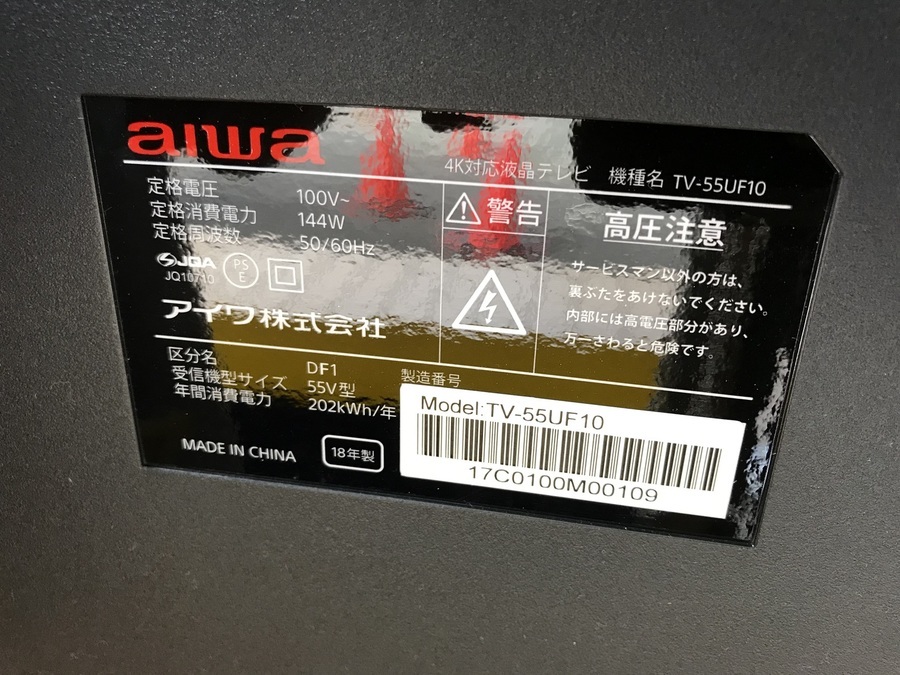 aiwa
4K対応液晶テレビ 機種名 TV-55UF10
定格電圧 100V~
定格消費電力 144W
定格周波数 50/60Hz
JQA
JQ10710
PS
E
アイワ株式会社
警告
高圧注意
サービスマン以外の方は、
裏ぶたをあけないでください。
内部には高電圧部分があり、
万一さわると危険です。
区分名 DF1
受信機型サイズ 55V型
年間消費電力 202kWh/年
MADE IN CHINA
18年製
製造番号
Model:TV-55UF10
17C0100M00109